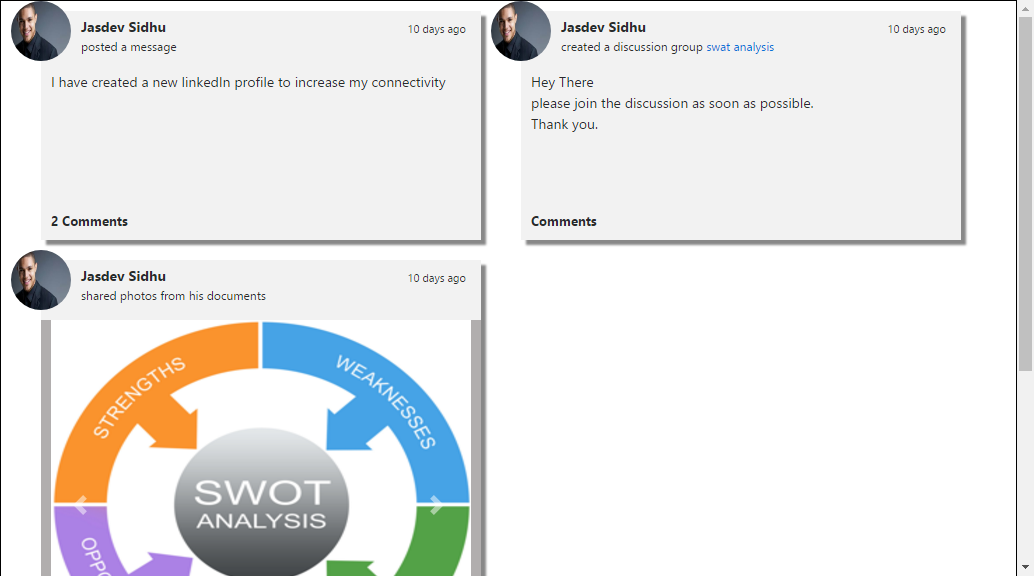 Jasdev Sidhu
10 days ago
posted a message
I have created a new linkedIn profile to increase my connectivity
2 Comments
Jasdev Sidhu
10 days ago
created a discussion group swat analysis
Hey There
please join the discussion as soon as possible.
Thank you.
Comments
Jasdev Sidhu
10 days ago
shared photos from his documents
STRENGTHS
WEAKNESSES
SWOT
ANALYSIS
OPPO